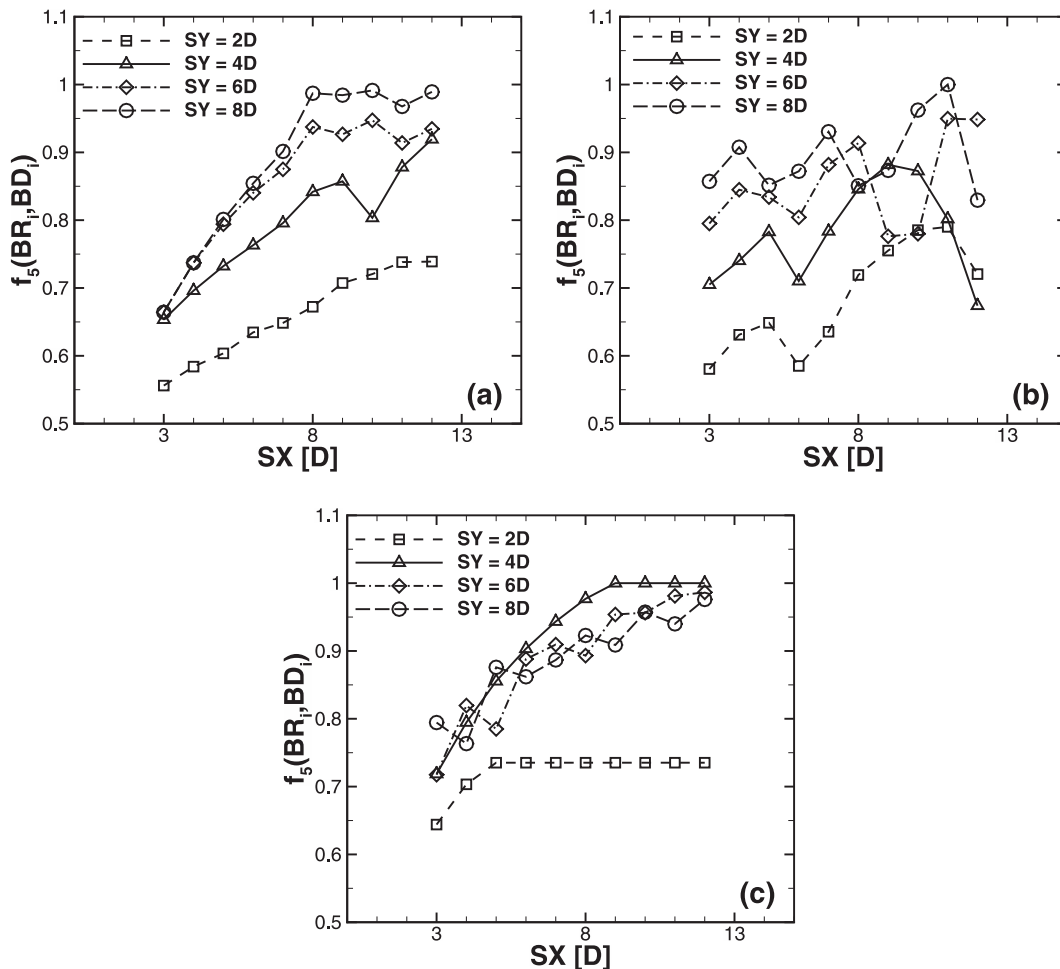 1.1
1
0.9
0.8
0.7
0.6
0.5
f5(BRi,BDi)
SY = 2D
SY = 4D
SY = 6D
SY = 8D
(a)
3 8 13
SX [D]
1.1
1
0.9
0.8
0.7
0.6
0.5
f5(BRi,BDi)
SY = 2D
SY = 4D
SY = 6D
SY = 8D
(b)
3 8 13
SX [D]
1.1
1
0.9
0.8
0.7
0.6
0.5
f5(BRi,BDi)
SY = 2D
SY = 4D
SY = 6D
SY = 8D
(c)
3 8 13
SX [D]